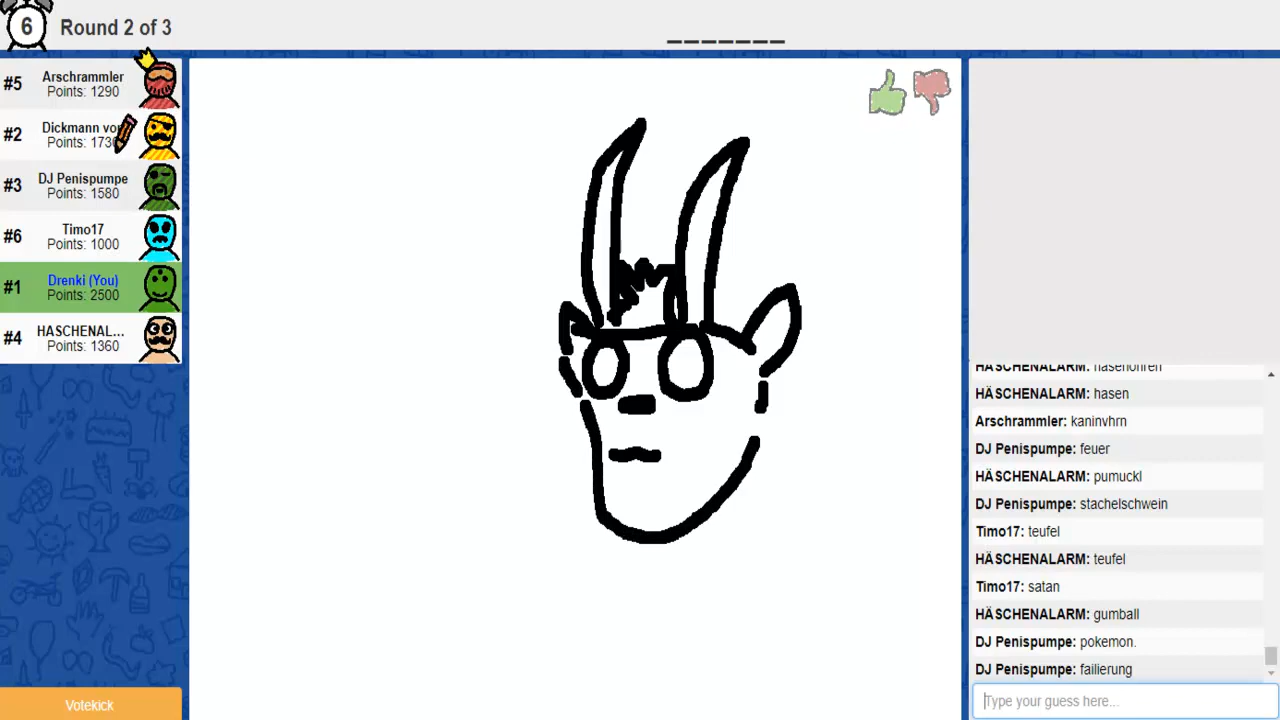 6
Round 2 of 3
_ _ _ _ _ _ _
#5
Arschrammler
Points: 1290
#2
Dickmann vo
Points: 173
#3
DJ Penispumpe
Points: 1580
#6
Timo17
Points: 1000
#1
Drenki (You)
Points: 2500
#4
HASCHENAL...
Points: 1360
Votekick
HÄSCHENALARM: hasenohren
HÄSCHENALARM: hasen
Arschrammler: kaninvhrn
DJ Penispumpe: feuer
HÄSCHENALARM: pumuckl
DJ Penispumpe: stachelschwein
Timo17: teufel
HÄSCHENALARM: teufel
Timo17: satan
HÄSCHENALARM: gumball
DJ Penispumpe: pokemon.
DJ Penispumpe: failierung
Type your guess here...